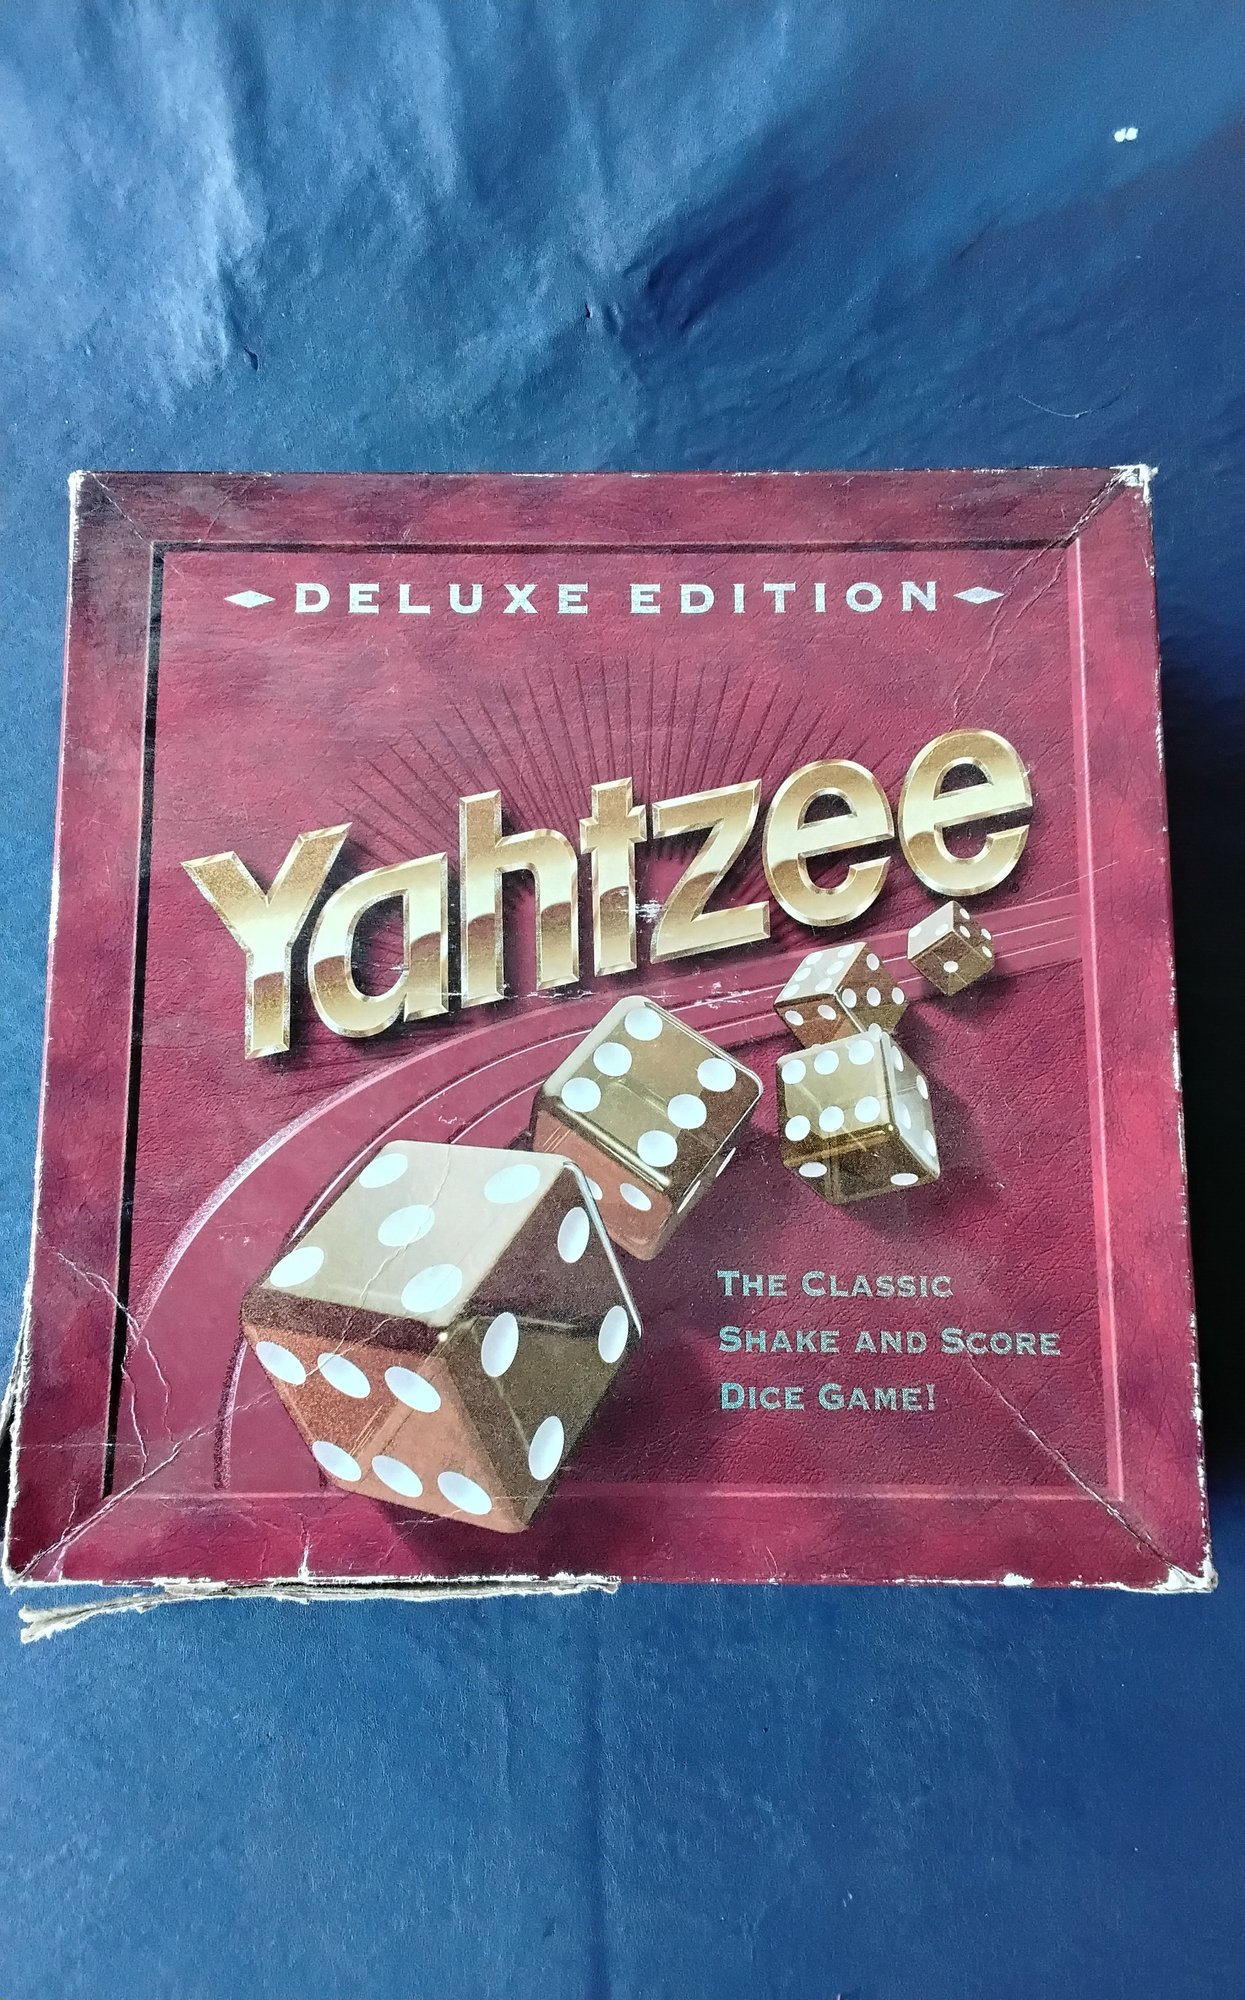 DELUXE EDITION
Yahtzee
THE CLASSIC
SHAKE AND SCORE
DICE GAME!